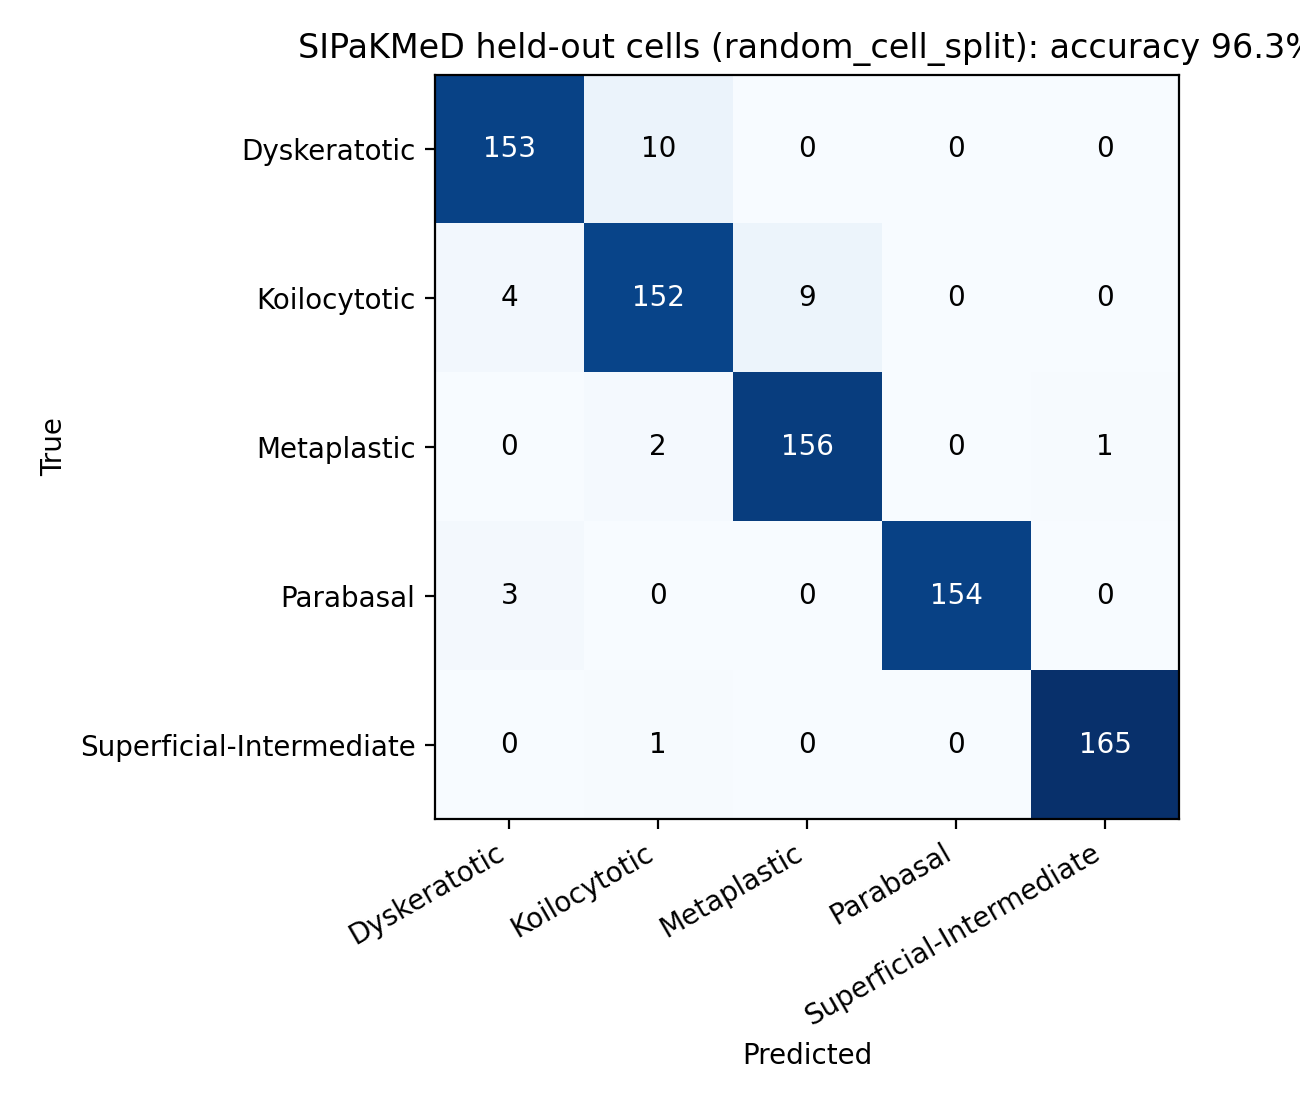 SIPaKMeD held-out cells (random_cell_split): accuracy 96.3%
Dyskeratotic 153 10 0 0 0
Koilocytotic 4 152 9 0 0
Metaplastic 0 2 156 0 1
Parabasal 3 0 0 154 0
Superficial-Intermediate 0 1 0 0 165
True
Dyskeratotic Koilocytotic Metaplastic Parabasal Superficial-Intermediate
Predicted